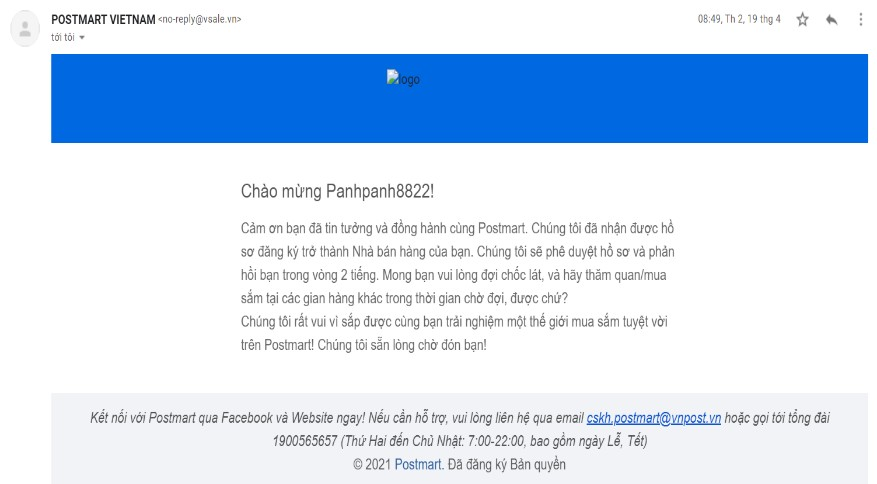 POSTMART VIETNAM <no-reply@vsale.vn>
08:49, Th 2, 19 thg 4
tới tôi
logo
Chào mừng Panhpanh8822!
Cảm ơn bạn đã tin tưởng và đồng hành cùng Postmart. Chúng tôi đã nhận được hồ
sơ đăng ký trở thành Nhà bán hàng của bạn. Chúng tôi sẽ phê duyệt hồ sơ và phản
hồi bạn trong vòng 2 tiếng. Mong bạn vui lòng đợi chốc lát, và hãy thăm quan/mua
sắm tại các gian hàng khác trong thời gian chờ đợi, được chứ?
Chúng tôi rất vui vì sắp được cùng bạn trải nghiệm một thế giới mua sắm tuyệt vời
trên Postmart! Chúng tôi sẵn lòng chờ đón bạn!
Kết nối với Postmart qua Facebook và Website ngay! Nếu cần hỗ trợ, vui lòng liên hệ qua email cskh.postmart@vnpost.vn hoặc gọi tới tổng đài
1900565657 (Thứ Hai đến Chủ Nhật: 7:00-22:00, bao gồm ngày Lễ, Tết)
© 2021 Postmart. Đã đăng ký Bản quyền